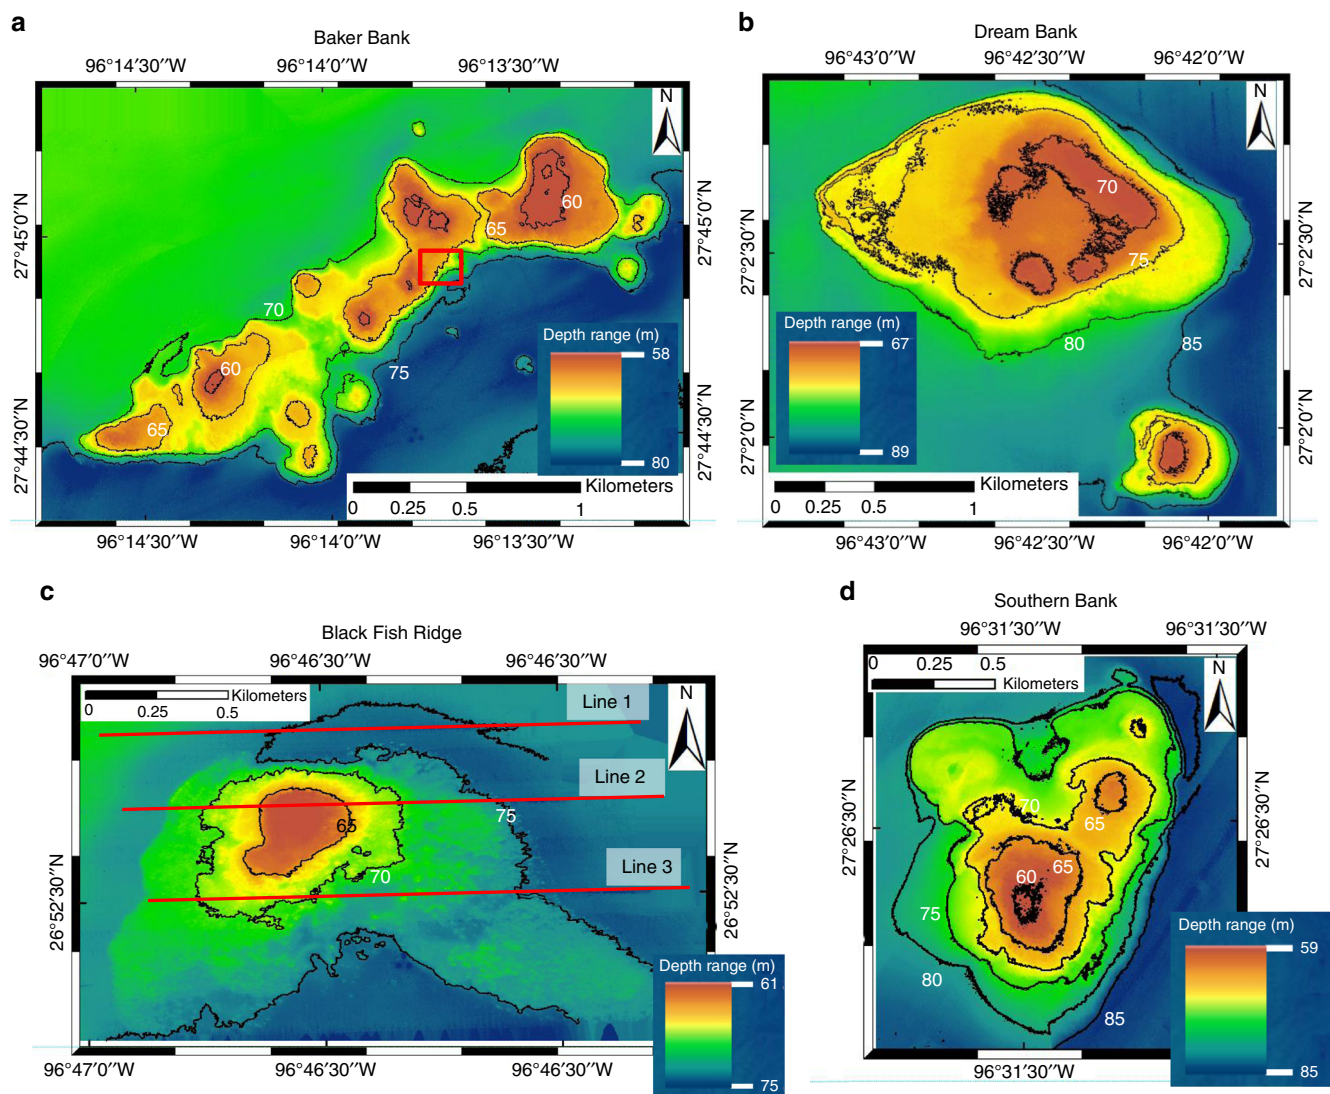 a
Baker Bank
96°14′30′′W 96°14′0′′W 96°13′30′′W
N
27°45′0′′N
27°45′0′′N
60
65
70
60
75
65
27°44′30′′N
27°44′30′′N
Depth range (m)
58
80
Kilometers
0 0.25 0.5 1
96°14′30′′W 96°14′0′′W 96°13′30′′W
b
Dream Bank
96°43′0′′W 96°42′30′′W 96°42′0′′W
N
27°2′30′′N
27°2′30′′N
70
75
80
85
Depth range (m)
67
89
27°2′0′′N
27°2′0′′N
Kilometers
0 0.25 0.5 1
96°43′0′′W 96°42′30′′W 96°42′0′′W
c
Black Fish Ridge
96°47′0′′W 96°46′30′′W 96°46′30′′W
Kilometers
0 0.25 0.5
N
Line 1
Line 2
75
65
Line 3
70
26°52′30′′N
26°52′30′′N
Depth range (m)
61
75
96°47′0′′W 96°46′30′′W 96°46′30′′W
d
Southern Bank
96°31′30′′W 96°31′30′′W
0 0.25 0.5
Kilometers
N
27°26′30′′N
27°26′30′′N
70
65
65
60
75
80
85
Depth range (m)
59
85
96°31′30′′W